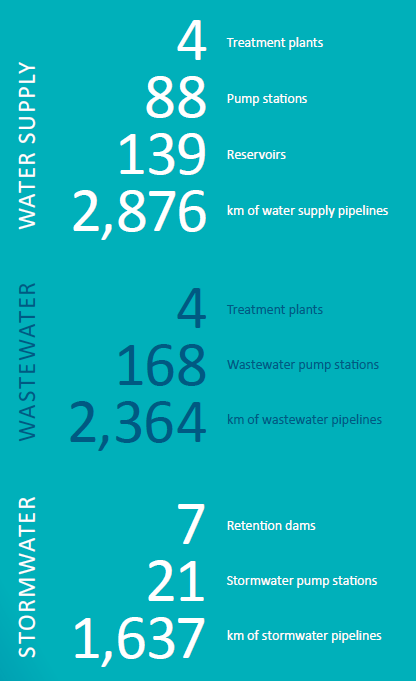 WATER SUPPLY
4 Treatment plants
88 Pump stations
139 Reservoirs
2,876 km of water supply pipelines
WASTEWATER
4 Treatment plants
168 Wastewater pump stations
2,364 km of wastewater pipelines
STORMWATER
7 Retention dams
21 Stormwater pump stations
1,637 km of stormwater pipelines